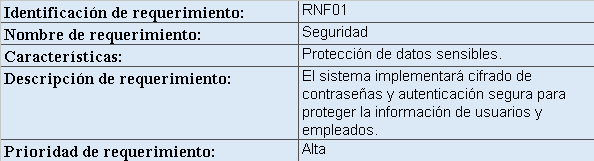 Identificación de requerimiento: RNF01
Nombre de requerimiento: Seguridad
Características: Protección de datos sensibles.
Descripción de requerimiento: El sistema implementará cifrado de
contraseñas y autenticación segura para
proteger la información de usuarios y
empleados.
Prioridad de requerimiento: Alta